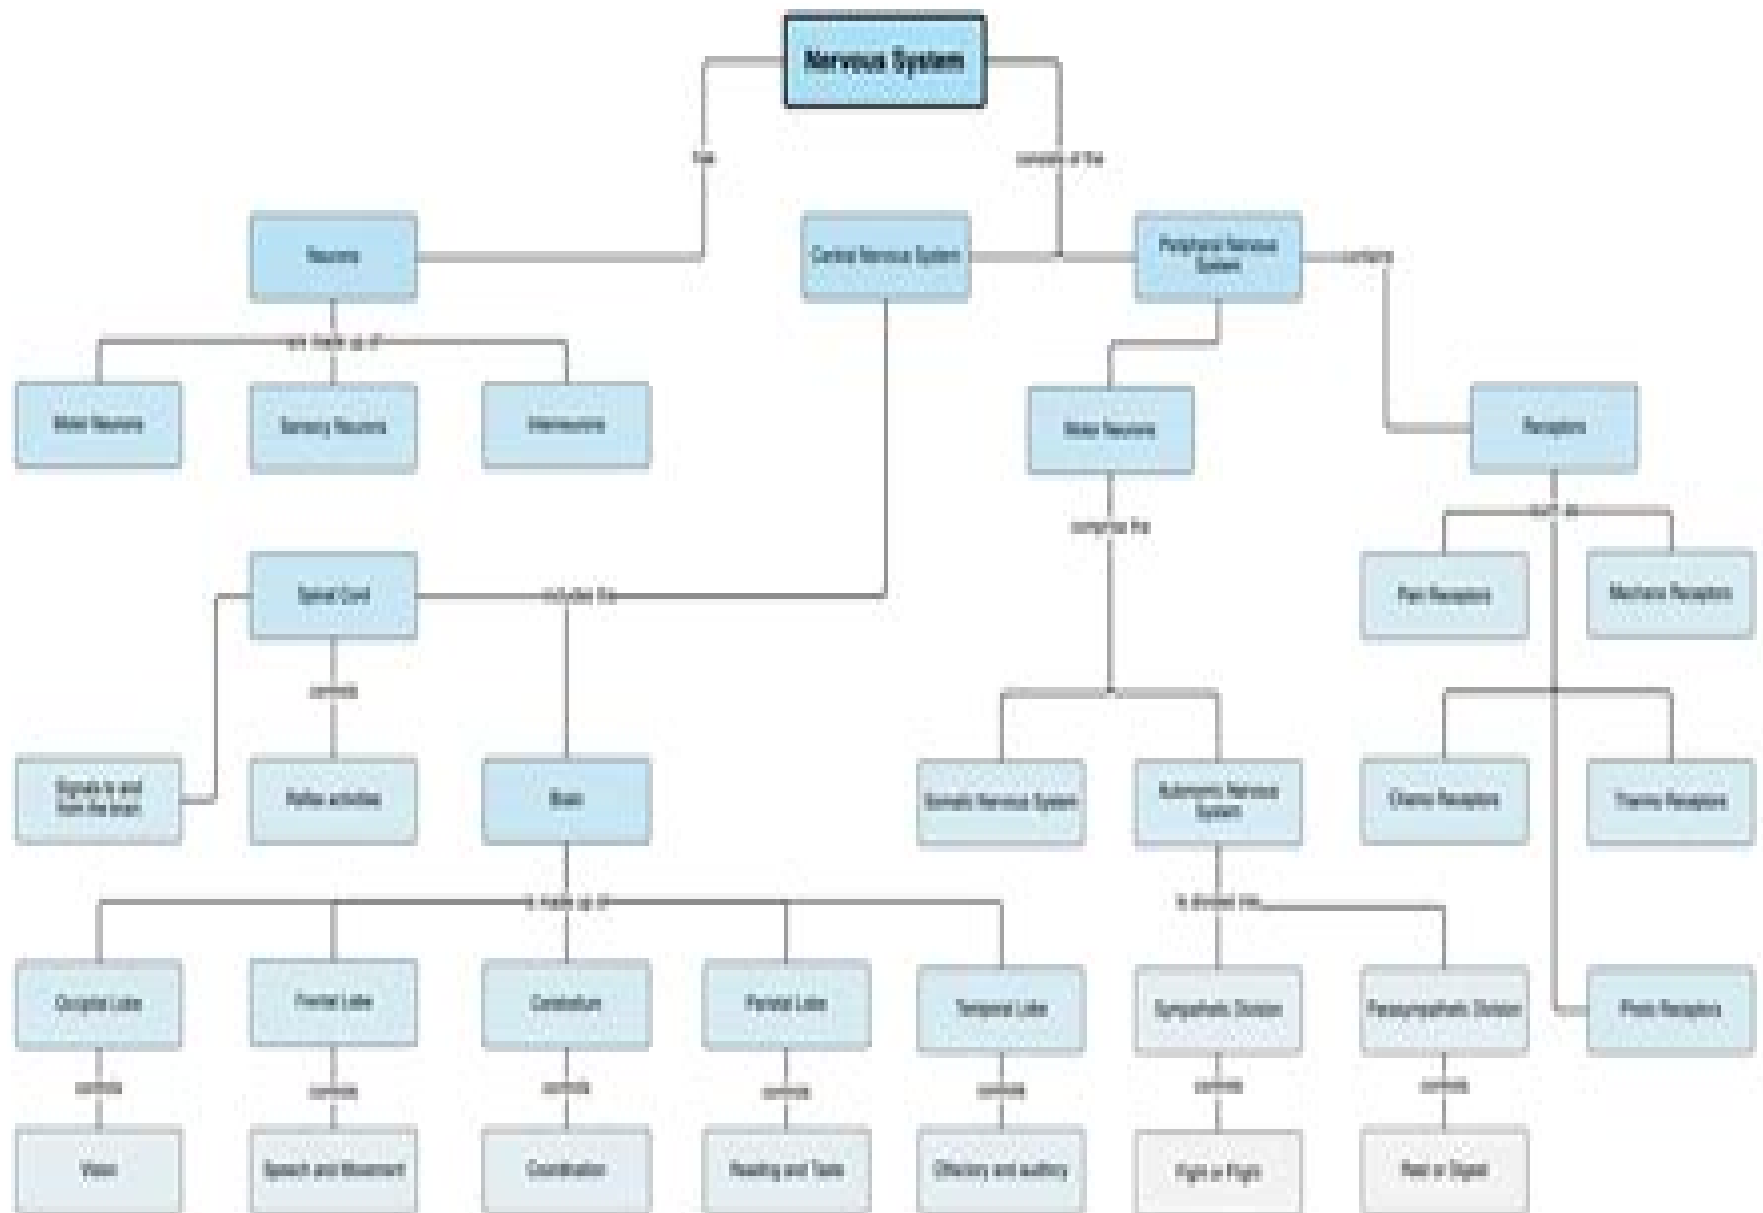 Nervous System
has
consists of the
Neurons
Central Nervous System
Peripheral Nervous
System
contains
are made up of
Motor Neurons
Sensory Neurons
Interneurons
Motor Neurons
Receptors
comprise the
such as
Spinal Cord
includes the
Pain Receptors
Mechano Receptors
controls
Signals to and
from the brain
Reflex activities
Brain
Somatic Nervous System
Autonomic Nervous
System
Chemo Receptors
Thermo Receptors
is made up of
is divided into
Occipital Lobe
Frontal Lobe
Cerebellum
Parietal Lobe
Temporal Lobe
Sympathetic Division
Parasympathetic Division
Photo Receptors
controls
controls
controls
controls
controls
controls
controls
Vision
Speech and Movement
Coordination
Reading and Taste
Olfactory and auditory
Fight or Flight
Rest or Digest